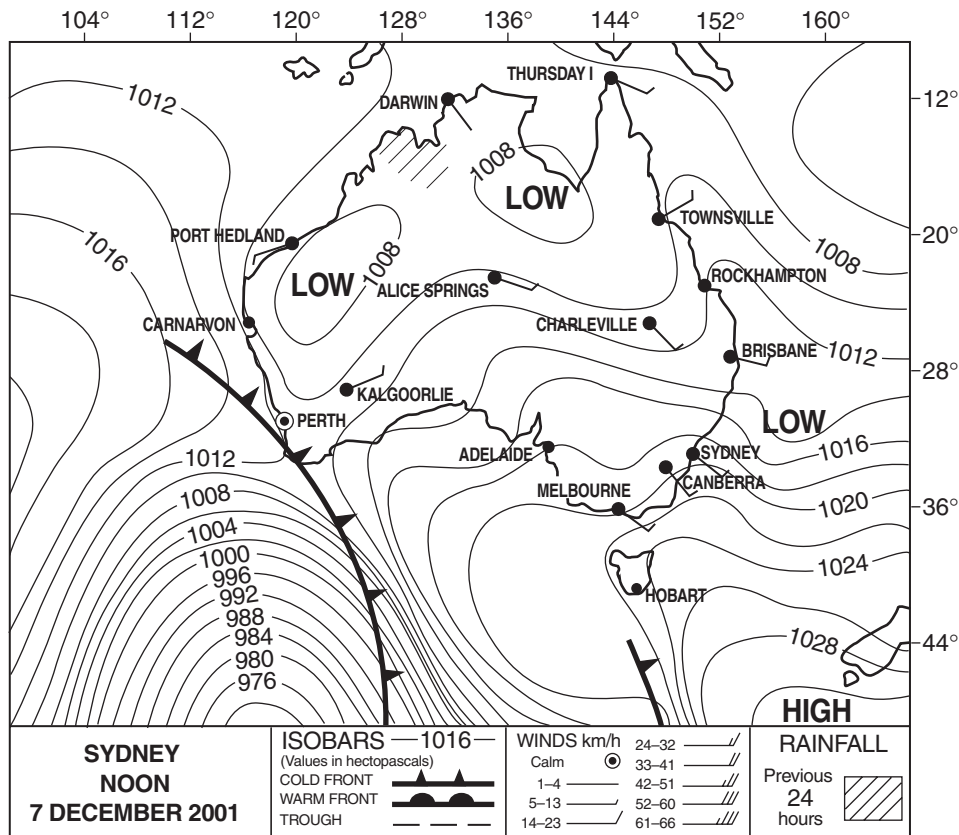 104° 112° 120° 128° 136° 144° 152° 160°
THURSDAY I
1012
DARWIN
12°
1008
LOW
TOWNSVILLE
PORT HEDLAND
20°
1016
1008
1008
LOW
ALICE SPRINGS
ROCKHAMPTON
CARNARVON
CHARLEVILLE
BRISBANE
1012
28°
KALGOORLIE
PERTH
LOW
1016
ADELAIDE
SYDNEY
1012
CANBERRA
MELBOURNE
1008
1020
36°
1004
1000
1024
996
HOBART
992
988
1028
44°
984
980
976
HIGH
SYDNEY
NOON
7 DECEMBER 2001
ISOBARS 1016
(Values in hectopascals)
COLD FRONT
WARM FRONT
TROUGH
WINDS km/h
Calm
1–4
5–13
14–23
24–32
33–41
42–51
52–60
61–66
RAINFALL
Previous
24
hours